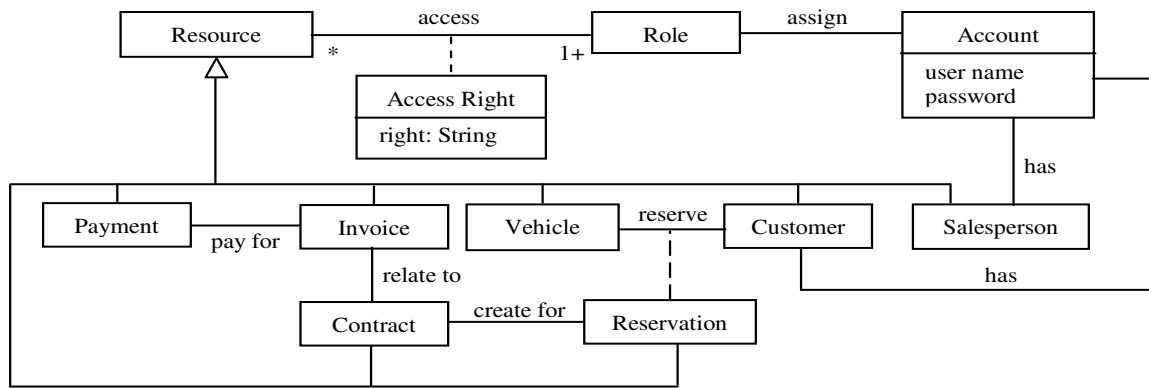 access
assign
Resource
Role
Account
*
1+
user name
password
Access Right
right: String
has
Payment
Invoice
Vehicle
reserve
Customer
Salesperson
pay for
relate to
has
create for
Contract
Reservation